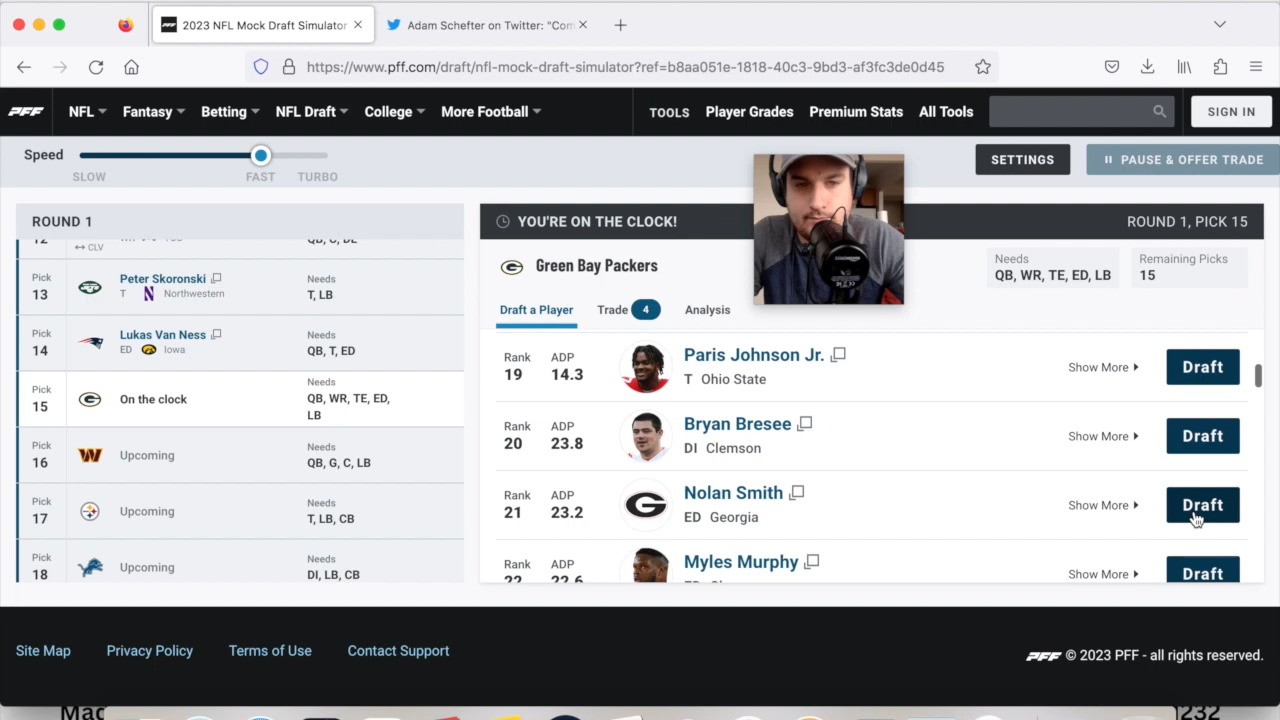 PFF 2023 NFL Mock Draft Simulator
Adam Schefter on Twitter: "Com
https://www.pff.com/draft/nfl-mock-draft-simulator?ref=b8aa051e-1818-40c3-9bd3-af3fc3de0d45
PFF NFL Fantasy Betting NFL Draft College More Football TOOLS Player Grades Premium Stats All Tools SIGN IN
Speed
SLOW FAST TURBO
SETTINGS PAUSE & OFFER TRADE
ROUND 1
12
CLV
QB, C, DL
Pick 13
Peter Skoronski
T N Northwestern
Needs
T, LB
Pick 14
Lukas Van Ness
ED Iowa
Needs
QB, T, ED
Pick 15
On the clock
Needs
QB, WR, TE, ED,
LB
Pick 16
Upcoming
Needs
QB, G, C, LB
Pick 17
Upcoming
Needs
T, LB, CB
Pick 18
Upcoming
Needs
DI, LB, CB
YOU'RE ON THE CLOCK! ROUND 1, PICK 15
Green Bay Packers
Needs
QB, WR, TE, ED, LB
Remaining Picks
15
Draft a Player Trade 4 Analysis
Rank 19 ADP 14.3
Paris Johnson Jr.
T Ohio State
Show More Draft
Rank 20 ADP 23.8
Bryan Bresee
DI Clemson
Show More Draft
Rank 21 ADP 23.2
Nolan Smith
ED Georgia
Show More Draft
Rank 22 ADP 22.6
Myles Murphy
Show More Draft
Site Map Privacy Policy Terms of Use Contact Support
PFF © 2023 PFF - all rights reserved.